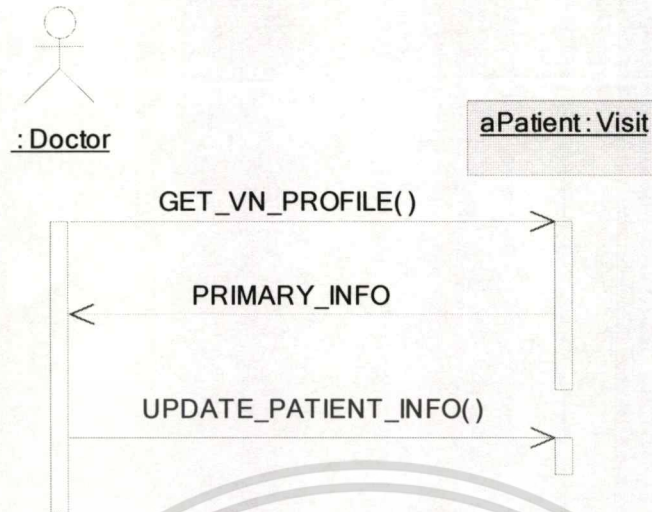 : Doctor
aPatient : Visit
GET_VN_PROFILE( )
PRIMARY_INFO
UPDATE_PATIENT_INFO( )